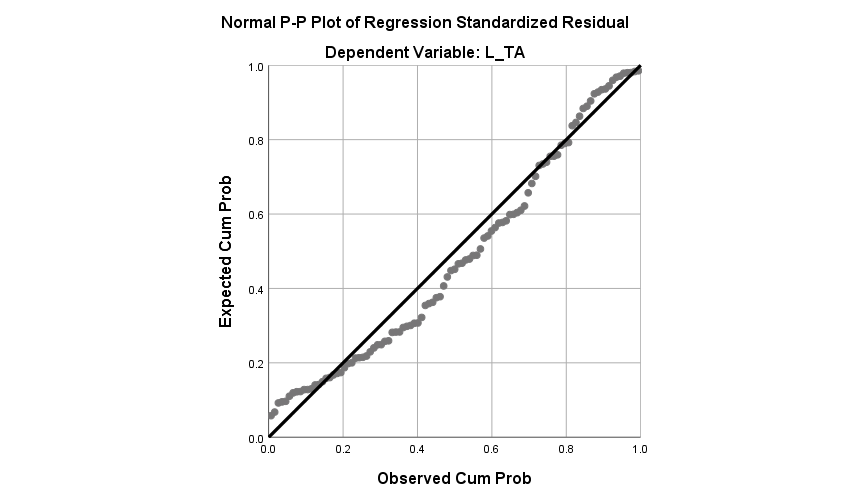 Normal P-P Plot of Regression Standardized Residual
Dependent Variable: L_TA
Expected Cum Prob
1.0
0.8
0.6
0.4
0.2
0.0
0.0 0.2 0.4 0.6 0.8 1.0
Observed Cum Prob